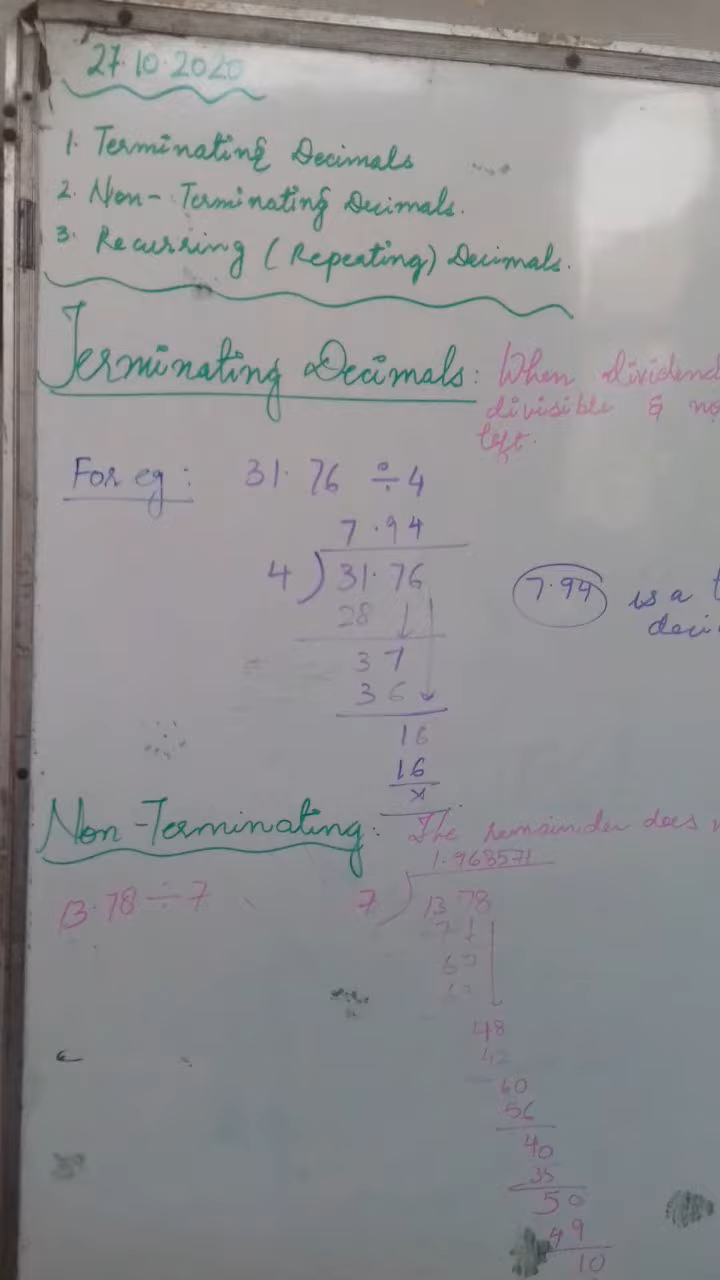 27.10.2020
1. Terminating Decimals
2. Non-Terminating Decimals.
3. Recurring (Repeating) Decimals.
Terminating Decimals: When dividend
divisible & no
left.
For eg: 31.76 ÷ 4
7.94
4 ) 31.76
28
37
36
16
16
x
7.94 is a t
deci
Non-Terminating: The remainder does n
13.78 ÷ 7
1.968571
7 ) 13 78
7
67
63
48
42
60
56
40
35
50
49
10